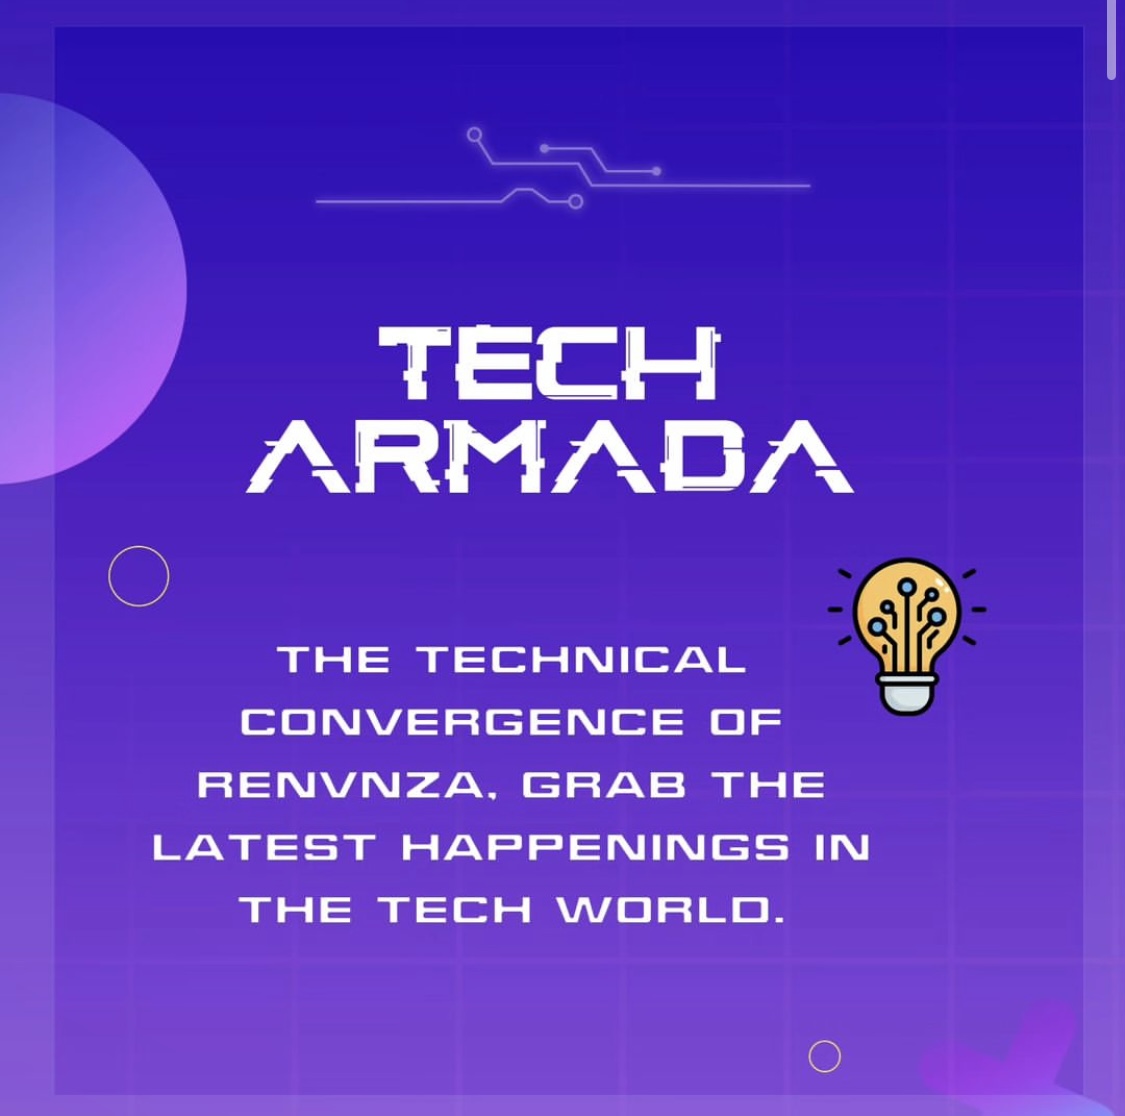 TECH
ARMADA
THE TECHNICAL
CONVERGENCE OF
RENVNZA, GRAB THE
LATEST HAPPENINGS IN
THE TECH WORLD.